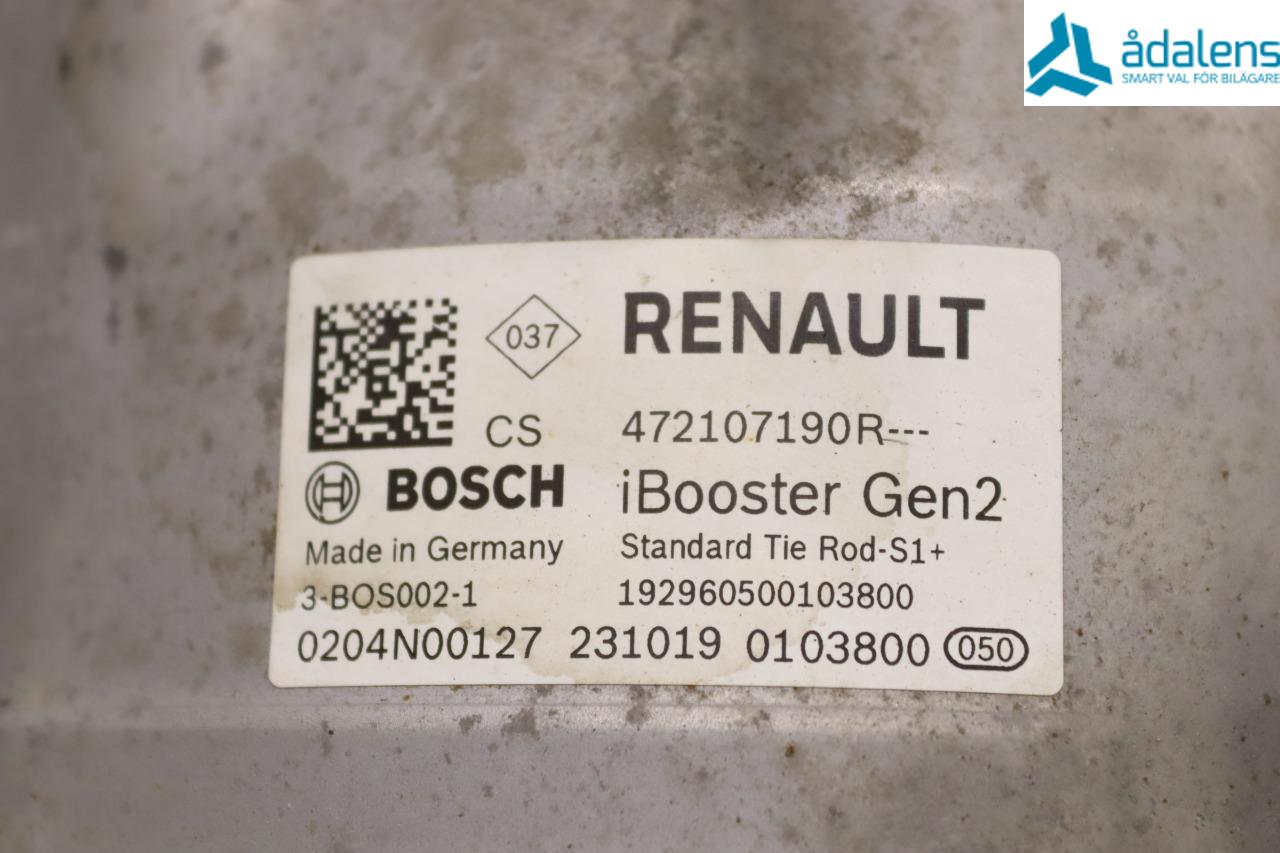 ådalens
SMART VAL FÖR BILÄGARE
037
RENAULT
CS
472107190R---
BOSCH
iBooster Gen2
Made in Germany
Standard Tie Rod-S1+
3-BOS002-1
192960500103800
0204N00127 231019 0103800 050